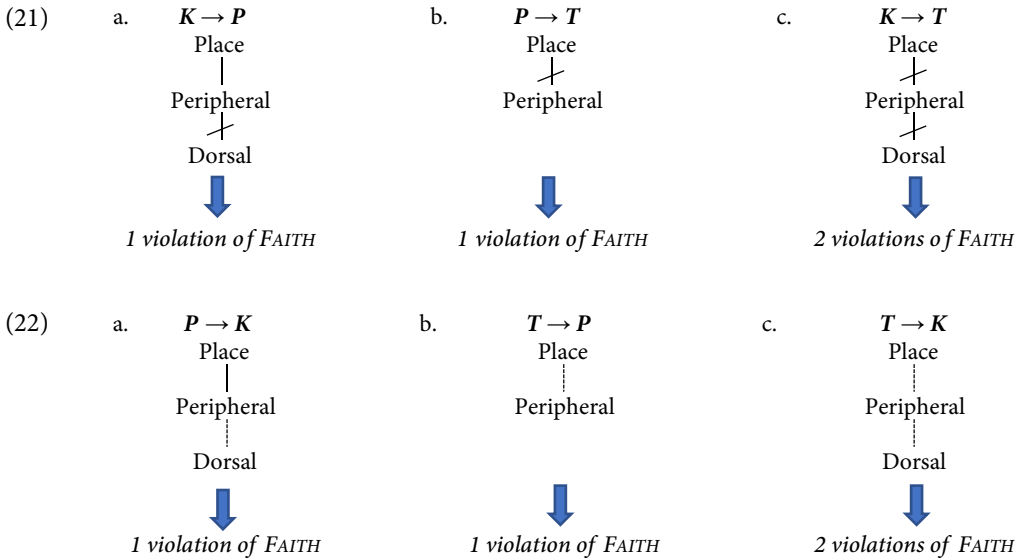 (21) a. K → P b. P → T c. K → T
Place Place Place
Peripheral Peripheral Peripheral
Dorsal Dorsal
1 violation of FAITH 1 violation of FAITH 2 violations of FAITH
(22) a. P → K b. T → P c. T → K
Place Place Place
Peripheral Peripheral Peripheral
Dorsal Dorsal
1 violation of FAITH 1 violation of FAITH 2 violations of FAITH